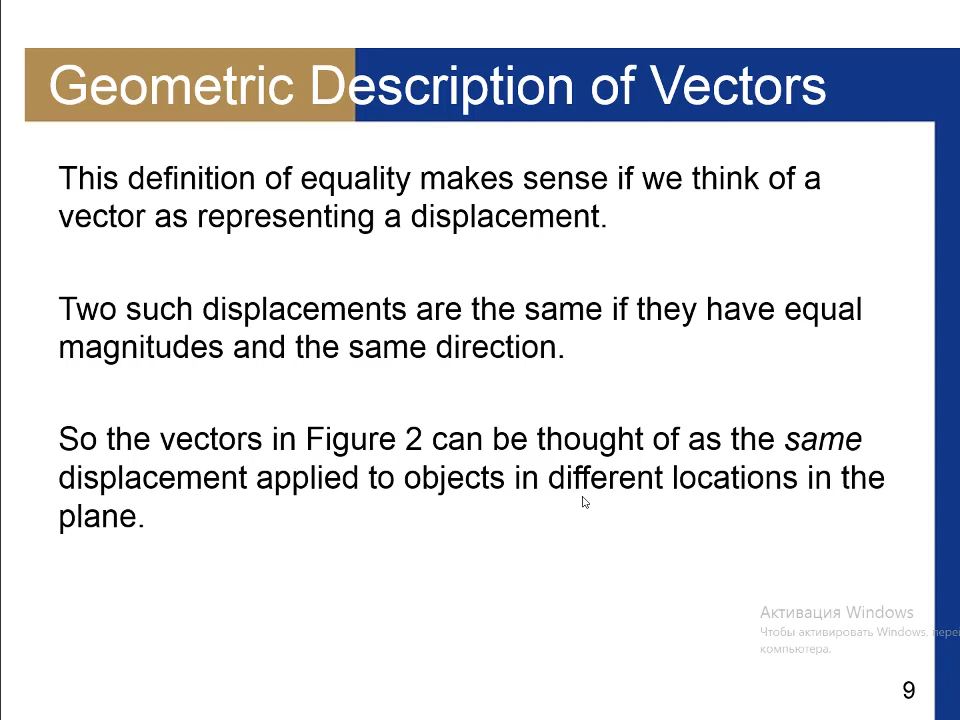 Geometric Description of Vectors
This definition of equality makes sense if we think of a
vector as representing a displacement.
Two such displacements are the same if they have equal
magnitudes and the same direction.
So the vectors in Figure 2 can be thought of as the same
displacement applied to objects in different locations in the
plane.
Активация Windows
Чтобы активировать Windows,
компьютера.
9